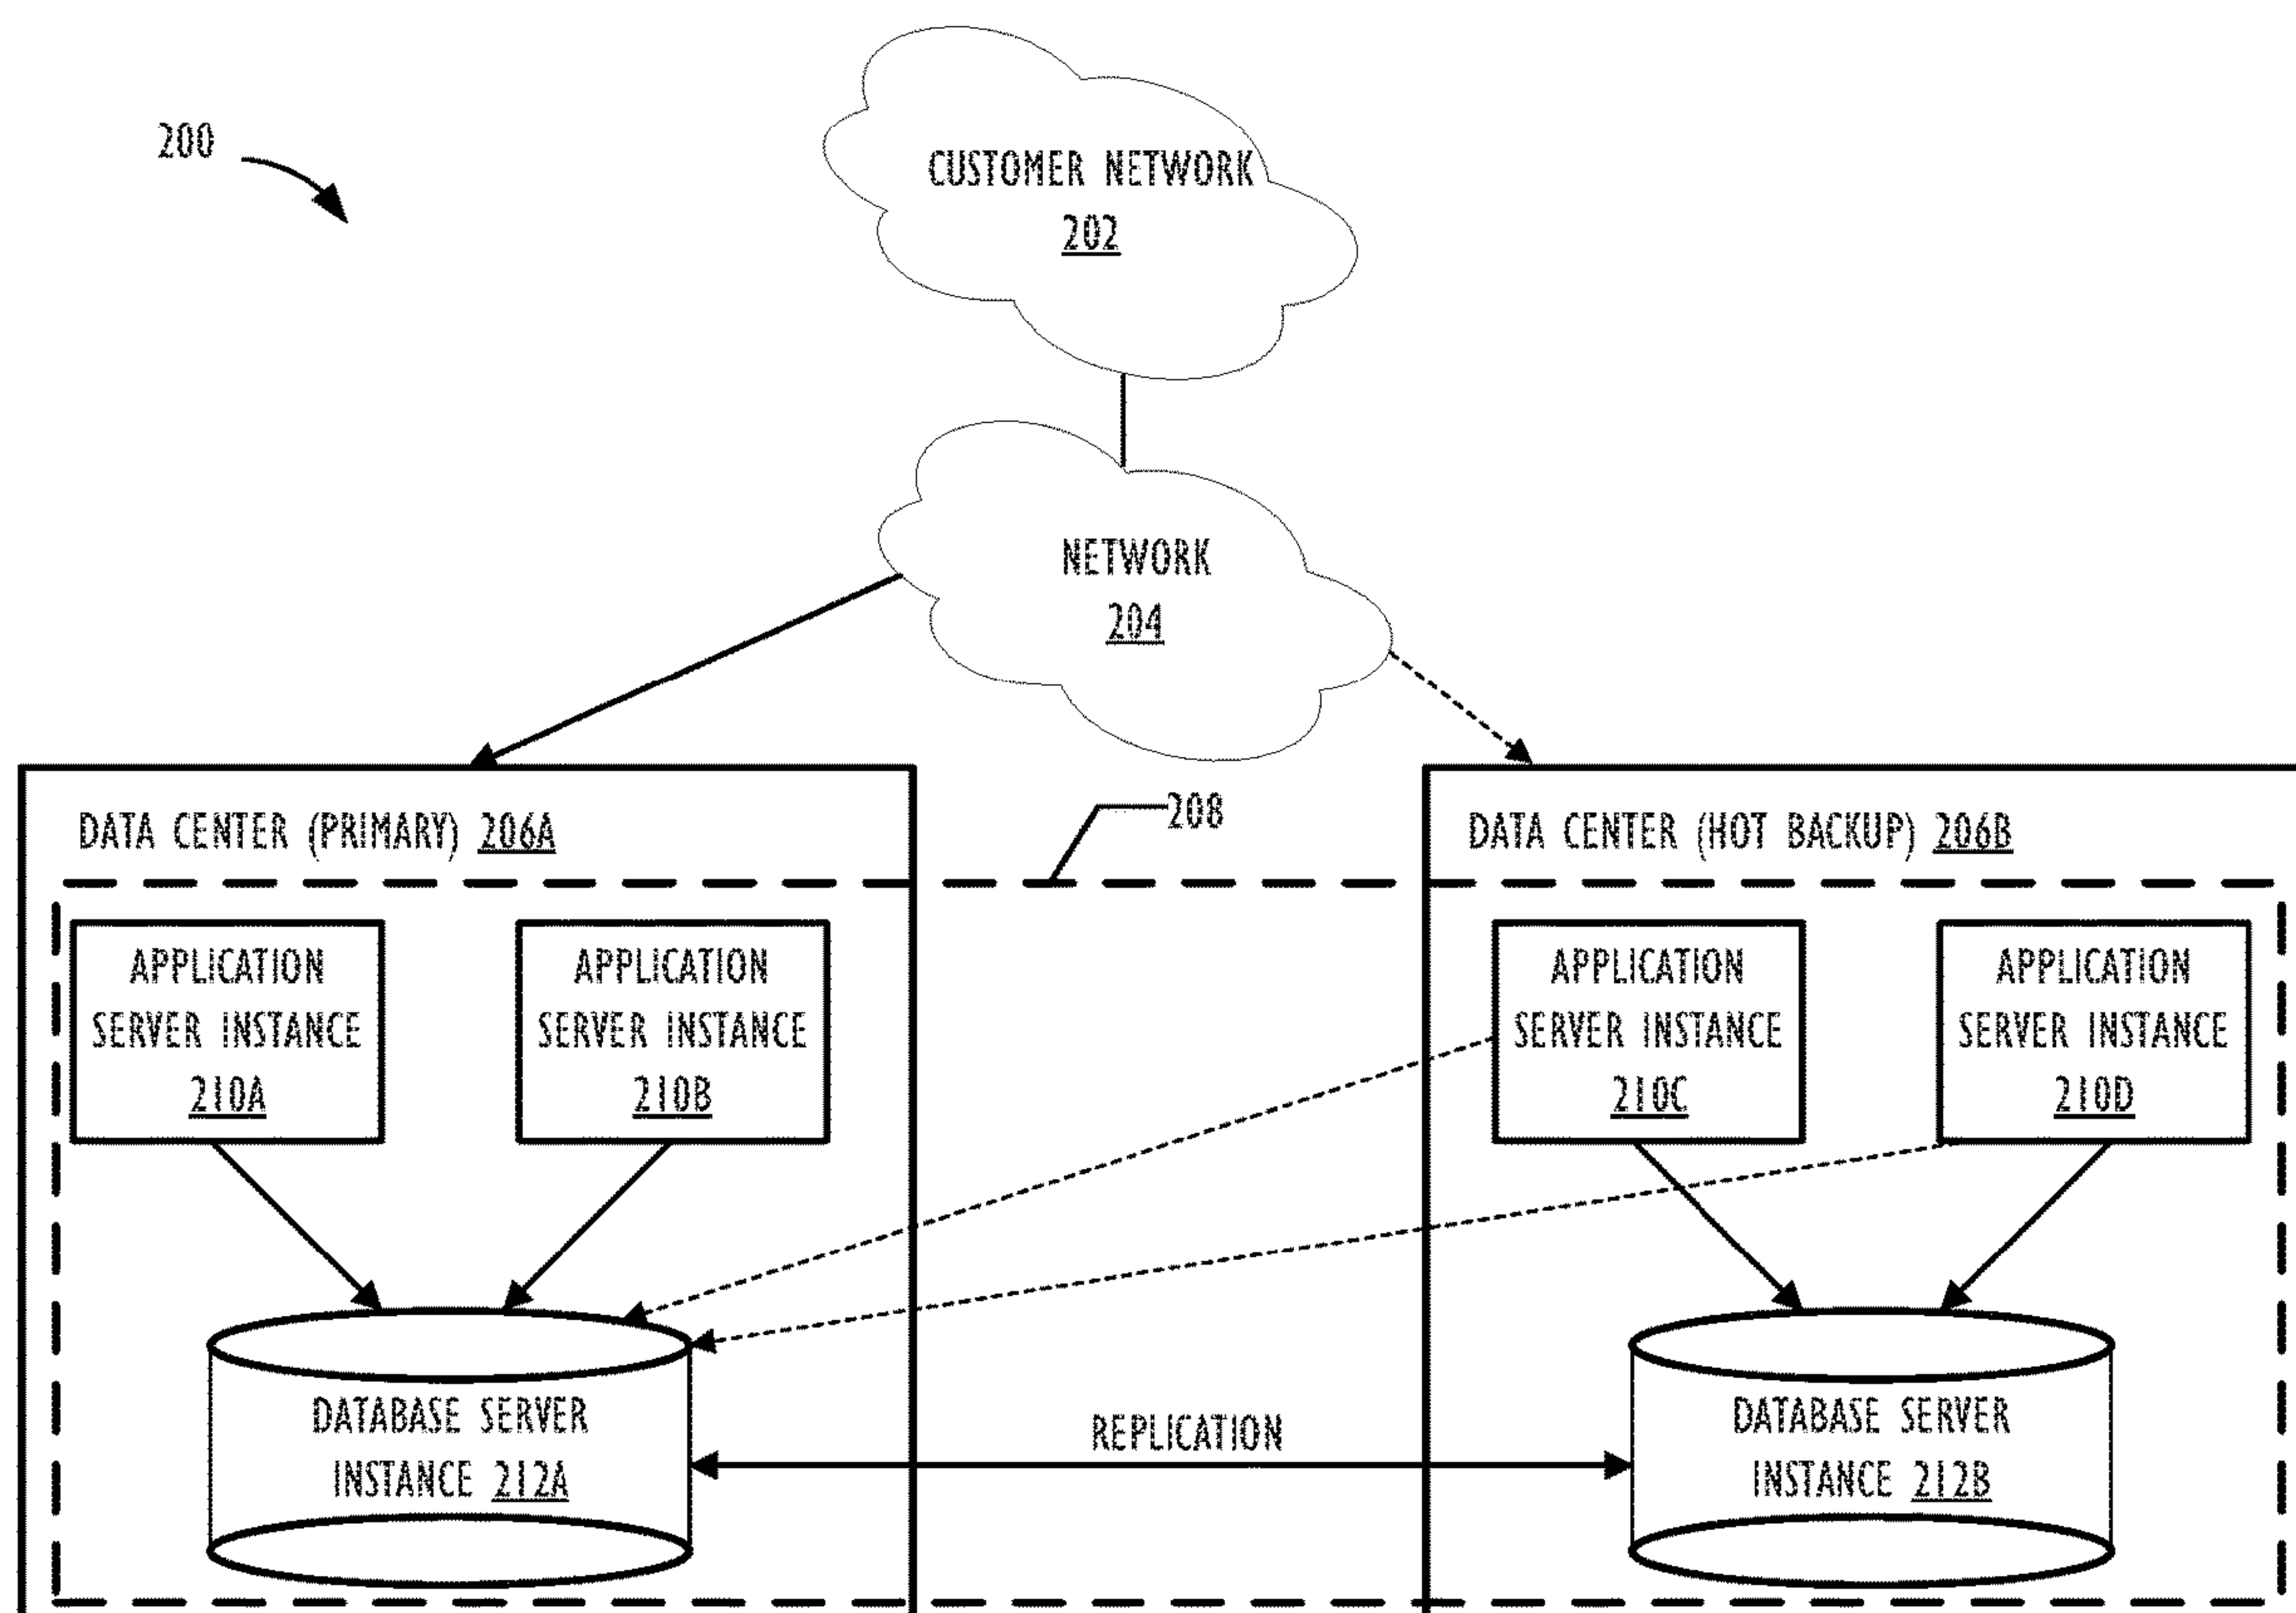 200
CUSTOMER NETWORK
202
NETWORK
204
208
DATA CENTER (PRIMARY) 206A
DATA CENTER (HOT BACKUP) 206B
APPLICATION
SERVER INSTANCE
210A
APPLICATION
SERVER INSTANCE
210B
APPLICATION
SERVER INSTANCE
210C
APPLICATION
SERVER INSTANCE
210D
DATABASE SERVER
INSTANCE 212A
REPLICATION
DATABASE SERVER
INSTANCE 212B